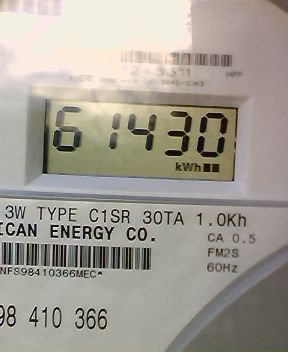 61430
kWh
3W TYPE C1SR 30TA 1.0Kh
ICAN ENERGY CO.
CA 0.5
FM2S
60Hz
NFS98410366MEC*
98 410 366